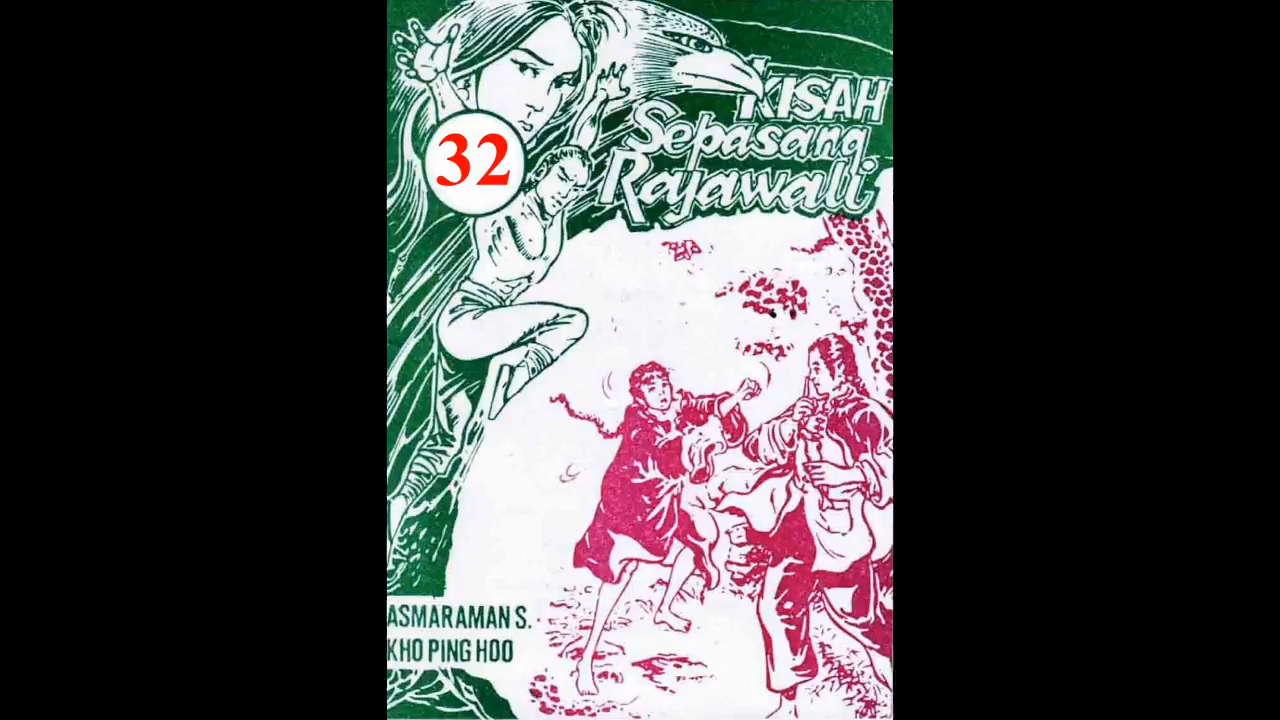 32
KISAH
Sepasang
Rajawali
ASMARAMAN S.
KHO PING HOO